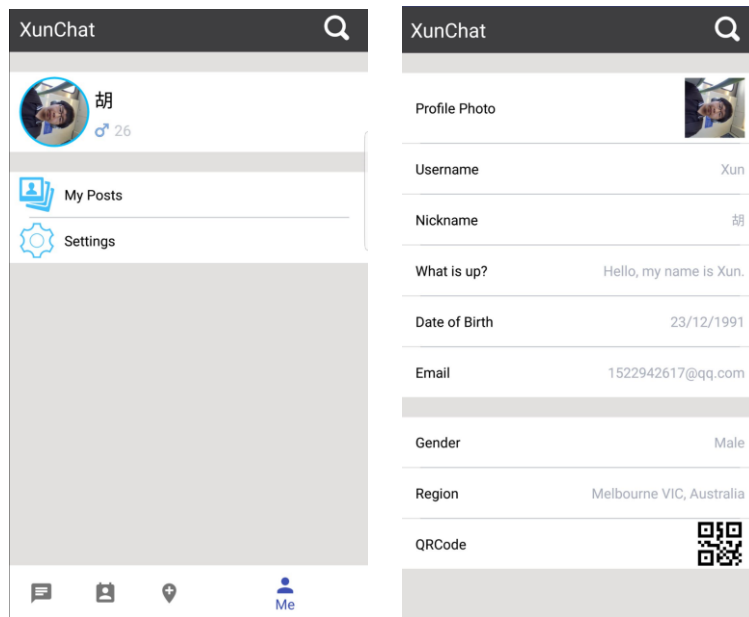 XunChat
胡
26
My Posts
Settings
Me
XunChat
Profile Photo
Username Xun
Nickname 胡
What is up? Hello, my name is Xun.
Date of Birth 23/12/1991
Email 1522942617@qq.com
Gender Male
Region Melbourne VIC, Australia
QRCode